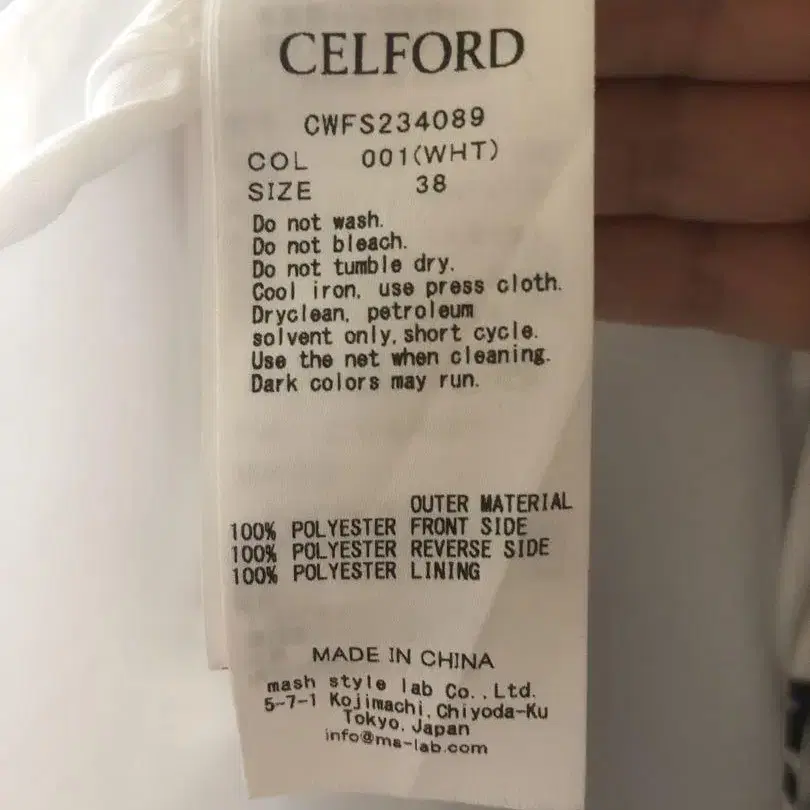 CELFORD
CWFS234089
COL 001(WHT)
SIZE 38
Do not wash.
Do not bleach.
Do not tumble dry.
Cool iron, use press cloth.
Dryclean, petroleum
solvent only, short cycle.
Use the net when cleaning.
Dark colors may run.
OUTER MATERIAL
100% POLYESTER FRONT SIDE
100% POLYESTER REVERSE SIDE
100% POLYESTER LINING
MADE IN CHINA
mash style lab Co.,Ltd.
5-7-1 Kojimachi,Chiyoda-Ku
Tokyo, Japan
info@ms-lab.com